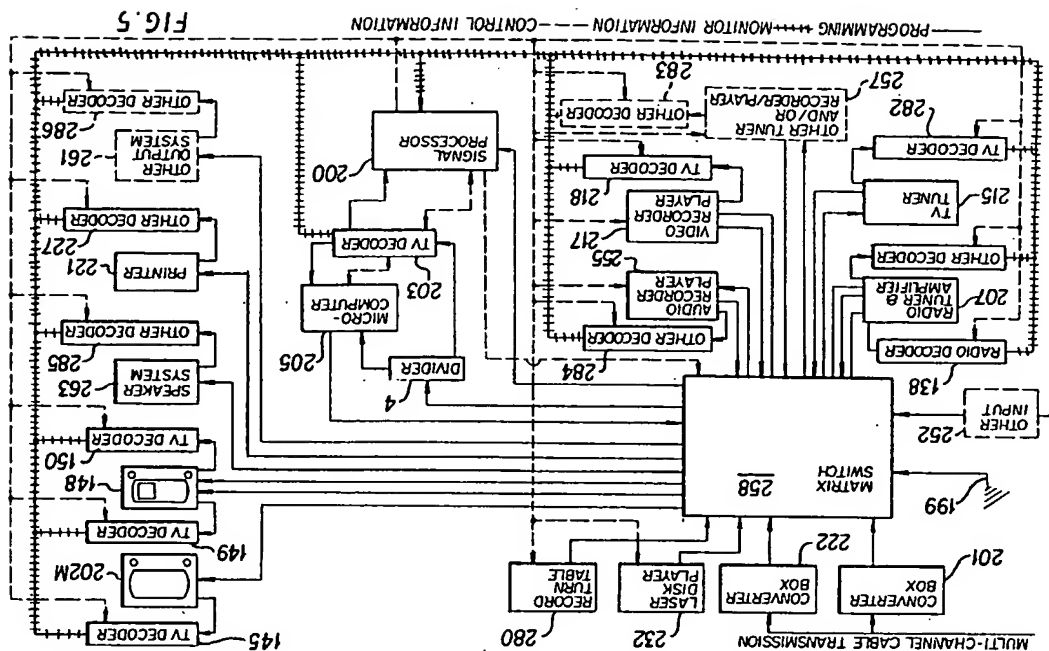 MULTI-CHANNEL CABLE TRANSMISSION
CONVERTER
BOX
201
CONVERTER
BOX
222
LASER
DISK
PLAYER
232
RECORD
TURN
TABLE
280
TV DECODER
145
202M
TV DECODER
149
148
TV DECODER
150
199
OTHER
INPUT
252
MATRIX
SWITCH
258
SPEAKER
SYSTEM
263
OTHER DECODER
285
PRINTER
221
OTHER DECODER
227
OTHER
OUTPUT
SYSTEM
261
OTHER DECODER
286
RADIO DECODER
138
RADIO
TUNER &
AMPLIFIER
207
OTHER DECODER
TV
TUNER
215
TV DECODER
282
OTHER DECODER
284
AUDIO
RECORDER
PLAYER
255
VIDEO
RECORDER
PLAYER
217
TV DECODER
218
OTHER TUNER
AND/OR
RECORDER/PLAYER
257
OTHER DECODER
283
DIVIDER
4
MICRO-
COMPUTER
205
TV DECODER
203
SIGNAL
PROCESSOR
200
PROGRAMMING MONITOR INFORMATION CONTROL INFORMATION
FIG. 5